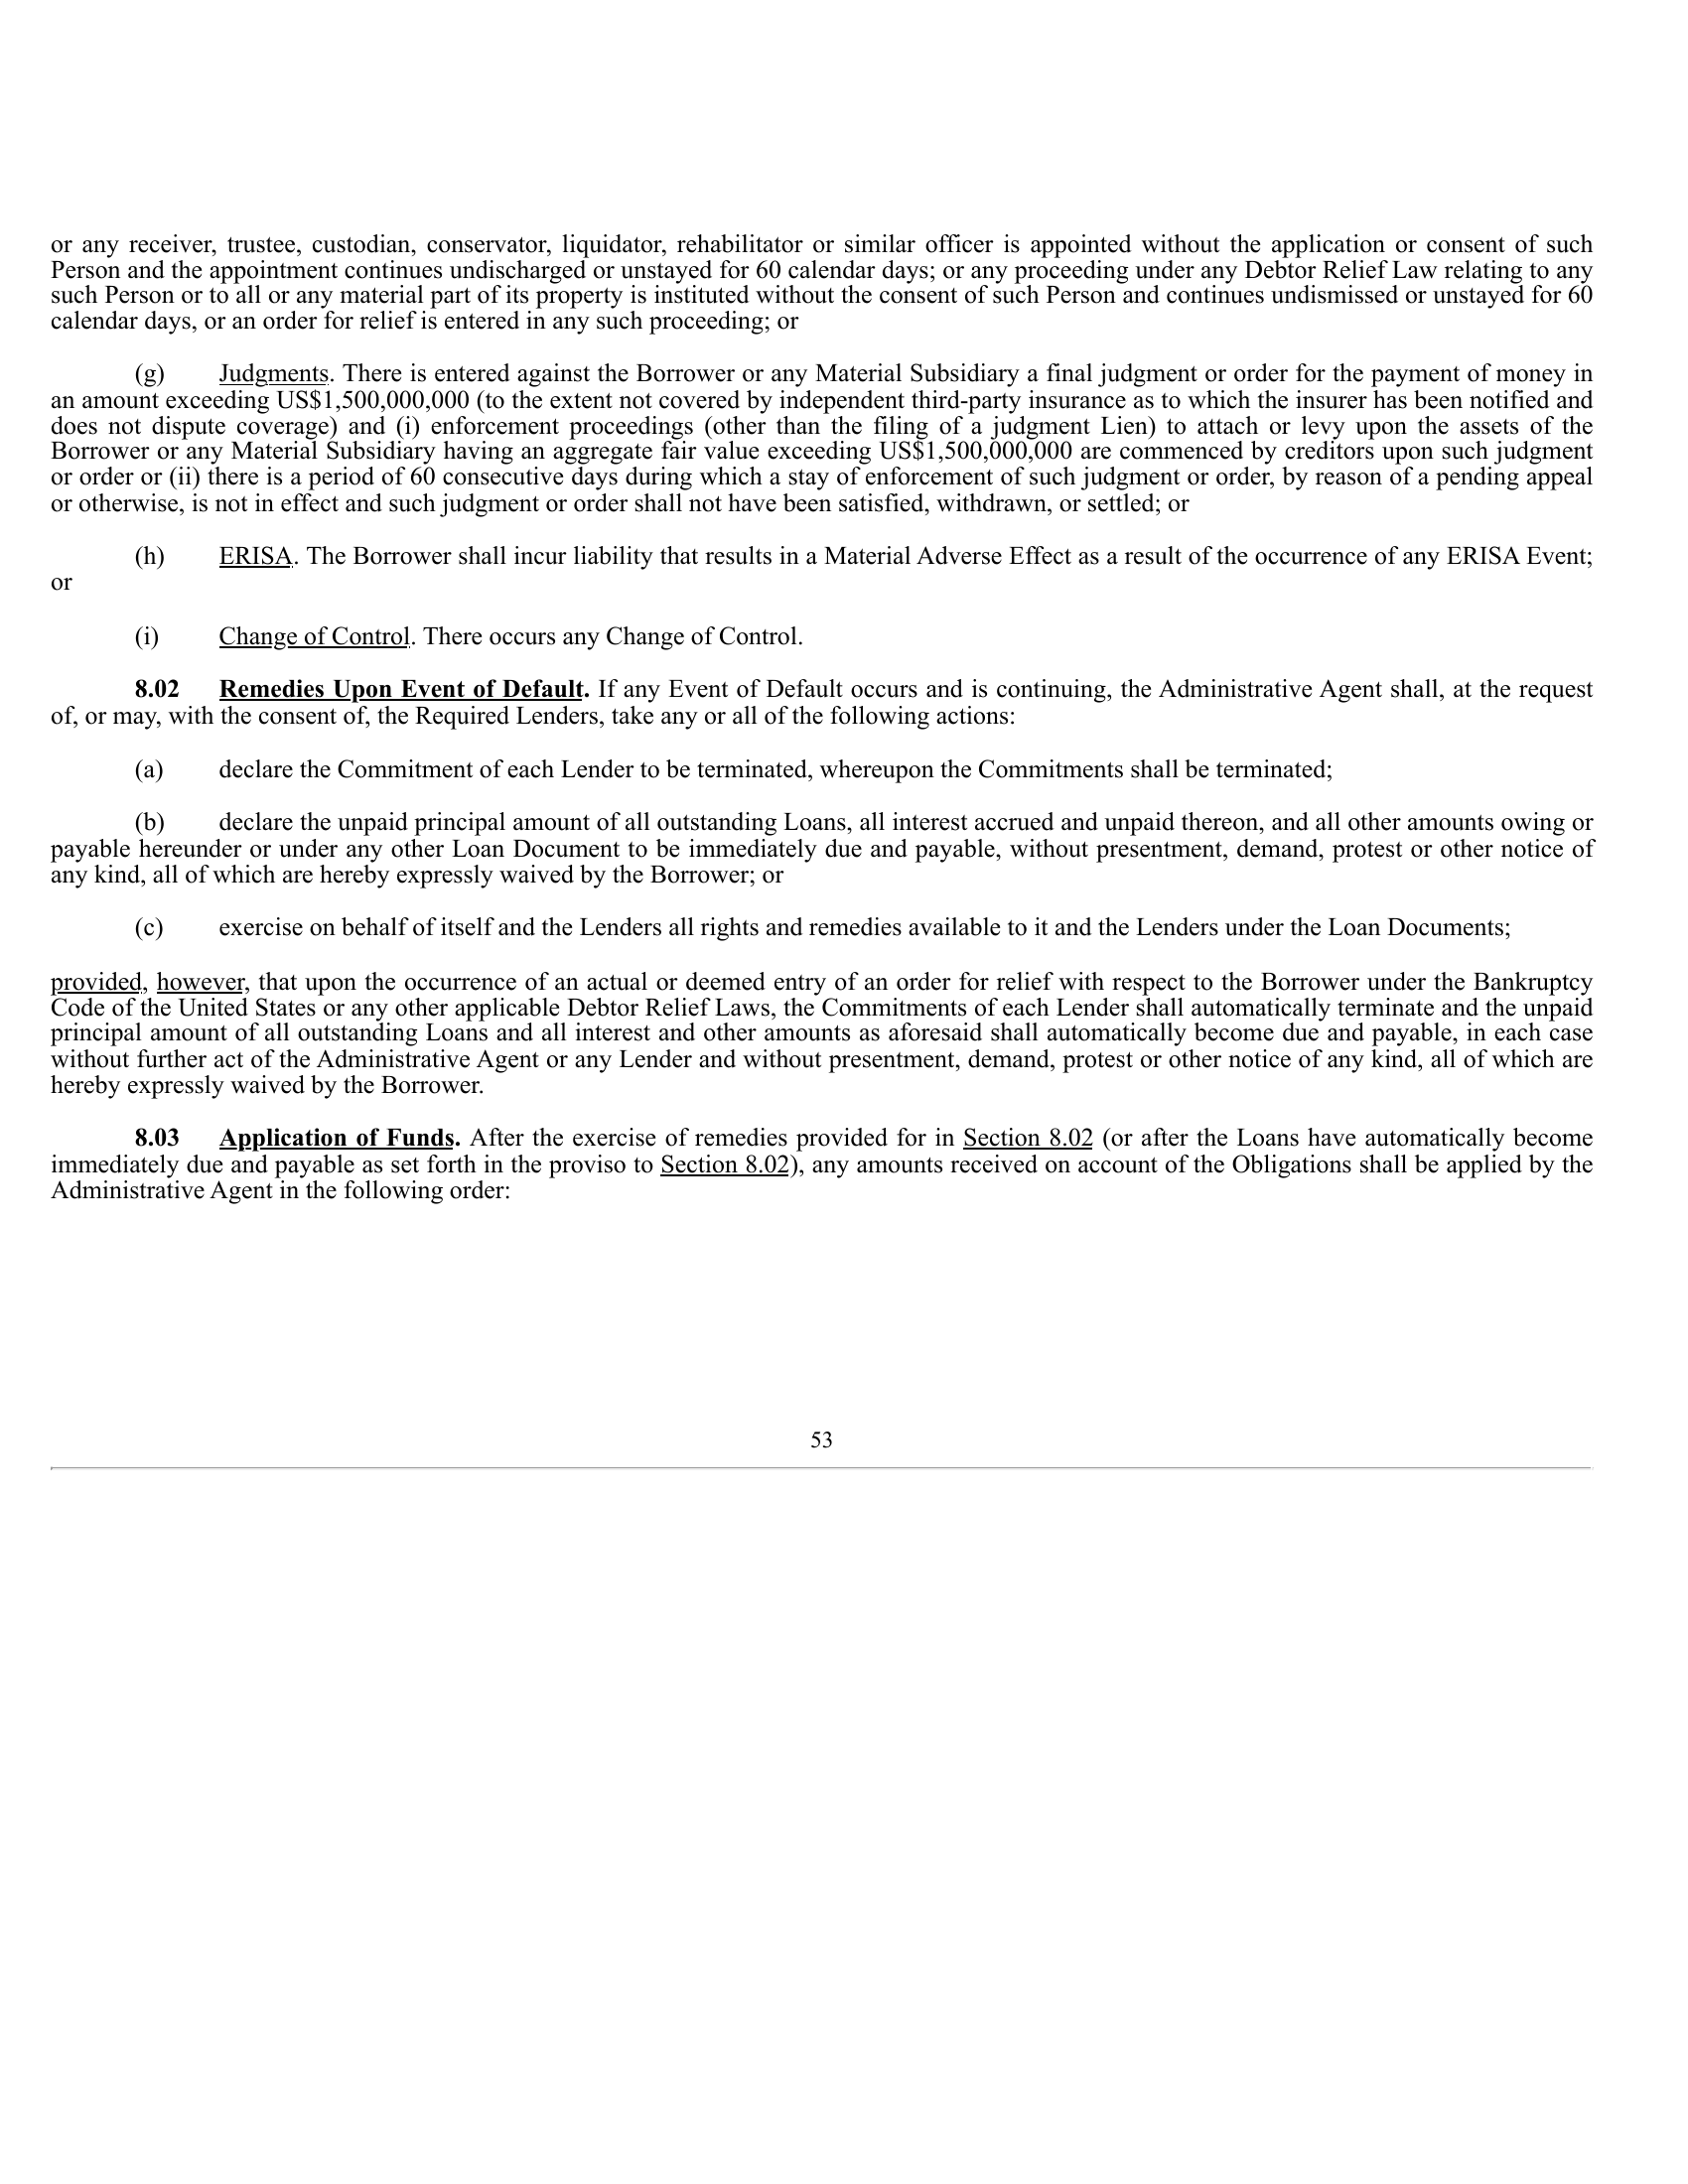 or any receiver, trustee, custodian, conservator, liquidator, rehabilitator or similar officer is appointed without the application or consent of such
Person and the appointment continues undischarged or unstayed for 60 calendar days; or any proceeding under any Debtor Relief Law relating to any
such Person or to all or any material part of its property is instituted without the consent of such Person and continues undismissed or unstayed for 60
calendar days, or an order for relief is entered in any such proceeding; or
(g) Judgments. There is entered against the Borrower or any Material Subsidiary a final judgment or order for the payment of money in
an amount exceeding US$1,500,000,000 (to the extent not covered by independent third-party insurance as to which the insurer has been notified and
does not dispute coverage) and (i) enforcement proceedings (other than the filing of a judgment Lien) to attach or levy upon the assets of the
Borrower or any Material Subsidiary having an aggregate fair value exceeding US$1,500,000,000 are commenced by creditors upon such judgment
or order or (ii) there is a period of 60 consecutive days during which a stay of enforcement of such judgment or order, by reason of a pending appeal
or otherwise, is not in effect and such judgment or order shall not have been satisfied, withdrawn, or settled; or
(h) ERISA. The Borrower shall incur liability that results in a Material Adverse Effect as a result of the occurrence of any ERISA Event;
or
(i) Change of Control. There occurs any Change of Control.
8.02 Remedies Upon Event of Default. If any Event of Default occurs and is continuing, the Administrative Agent shall, at the request
of, or may, with the consent of, the Required Lenders, take any or all of the following actions:
(a) declare the Commitment of each Lender to be terminated, whereupon the Commitments shall be terminated;
(b) declare the unpaid principal amount of all outstanding Loans, all interest accrued and unpaid thereon, and all other amounts owing or
payable hereunder or under any other Loan Document to be immediately due and payable, without presentment, demand, protest or other notice of
any kind, all of which are hereby expressly waived by the Borrower; or
(c) exercise on behalf of itself and the Lenders all rights and remedies available to it and the Lenders under the Loan Documents;
provided, however, that upon the occurrence of an actual or deemed entry of an order for relief with respect to the Borrower under the Bankruptcy
Code of the United States or any other applicable Debtor Relief Laws, the Commitments of each Lender shall automatically terminate and the unpaid
principal amount of all outstanding Loans and all interest and other amounts as aforesaid shall automatically become due and payable, in each case
without further act of the Administrative Agent or any Lender and without presentment, demand, protest or other notice of any kind, all of which are
hereby expressly waived by the Borrower.
8.03 Application of Funds. After the exercise of remedies provided for in Section 8.02 (or after the Loans have automatically become
immediately due and payable as set forth in the proviso to Section 8.02), any amounts received on account of the Obligations shall be applied by the
Administrative Agent in the following order:
53